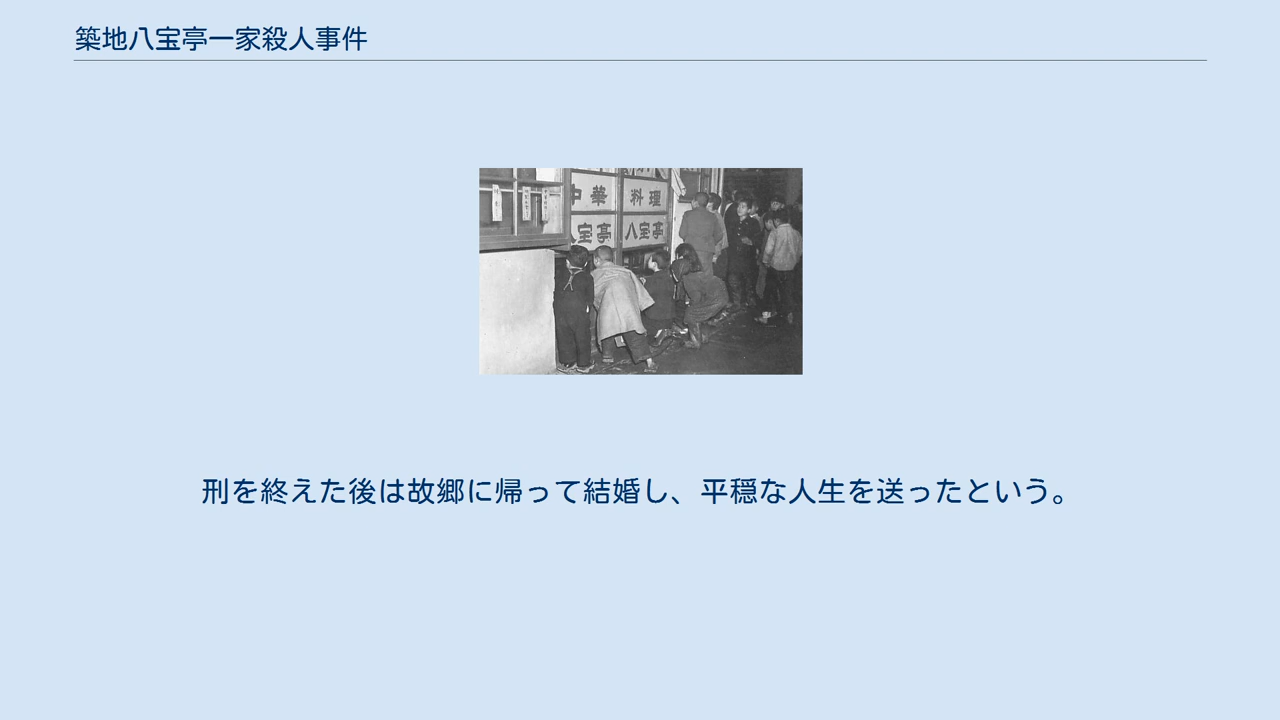 築地八宝亭一家殺人事件
中華 料理
宝亭 八宝亭
刑を終えた後は故郷に帰って結婚し、平穏な人生を送ったという。